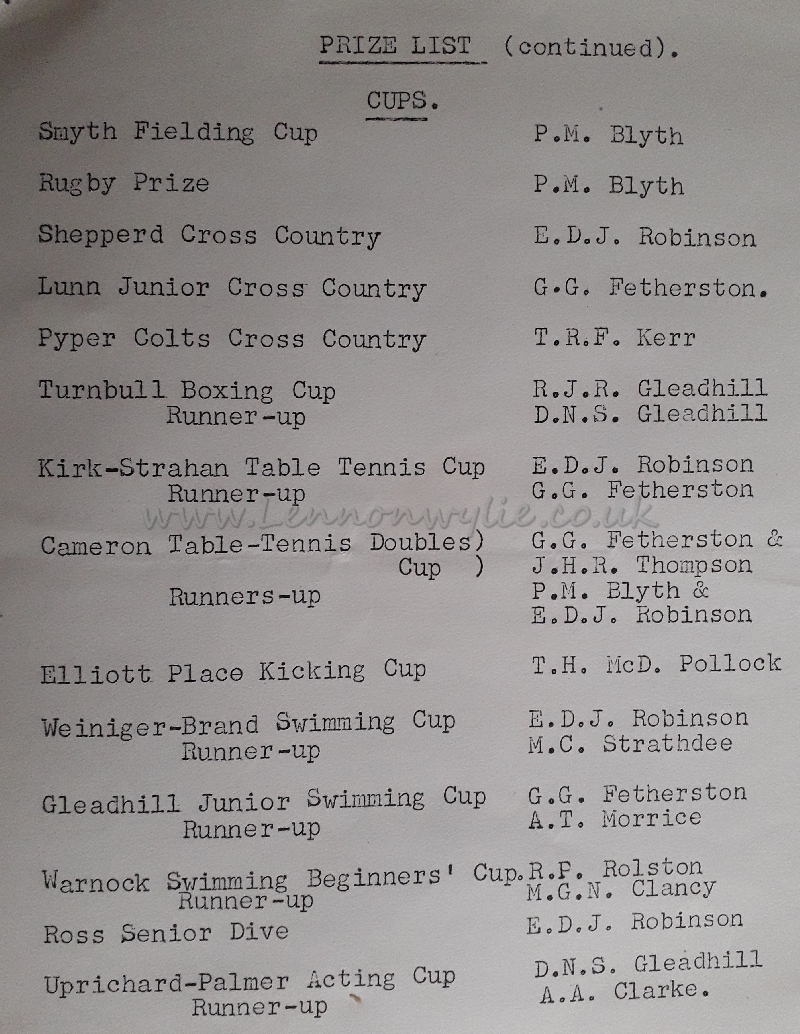 PRIZE LIST (continued).
CUPS.
Smyth Fielding Cup P.M. Blyth
Rugby Prize P.M. Blyth
Shepperd Cross Country E.D.J. Robinson
Lunn Junior Cross Country G.G. Fetherston.
Pyper Colts Cross Country T.R.F. Kerr
Turnbull Boxing Cup R.J.R. Gleadhill
Runner-up D.N.S. Gleadhill
Kirk-Strahan Table Tennis Cup E.D.J. Robinson
Runner-up G.G. Fetherston
www.Lennonwylie.co.uk
Cameron Table-Tennis Doubles) G.G. Fetherston &
Cup ) J.H.R. Thompson
Runners-up P.M. Blyth &
E.D.J. Robinson
Elliott Place Kicking Cup T.H. McD. Pollock
Weiniger-Brand Swimming Cup E.D.J. Robinson
Runner-up M.C. Strathdee
Gleadhill Junior Swimming Cup G.G. Fetherston
Runner-up A.T. Morrice
Warnock Swimming Beginners' Cup. R.F. Rolston
Runner-up M.G.N. Clancy
Ross Senior Dive E.D.J. Robinson
Uprichard-Palmer Acting Cup D.N.S. Gleadhill
Runner-up A.A. Clarke.